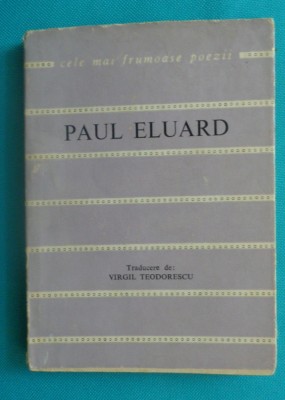 cele mai frumoase poezii
PAUL ELUARD
Traducere de:
VIRGIL TEODORESCU